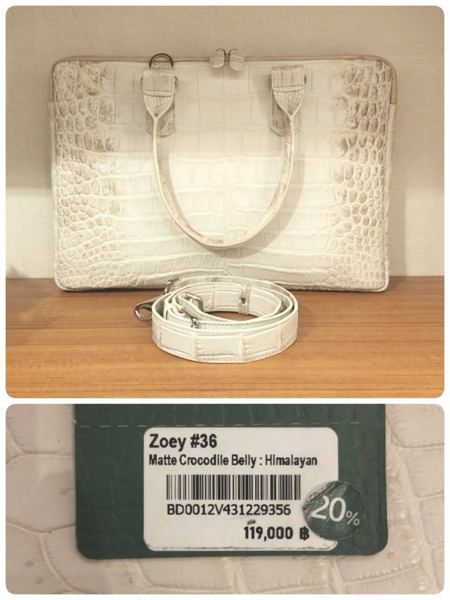 Zoey #36
Matte Crocodile Belly : Himalayan
BD0012V431229356
20%
119,000 ฿